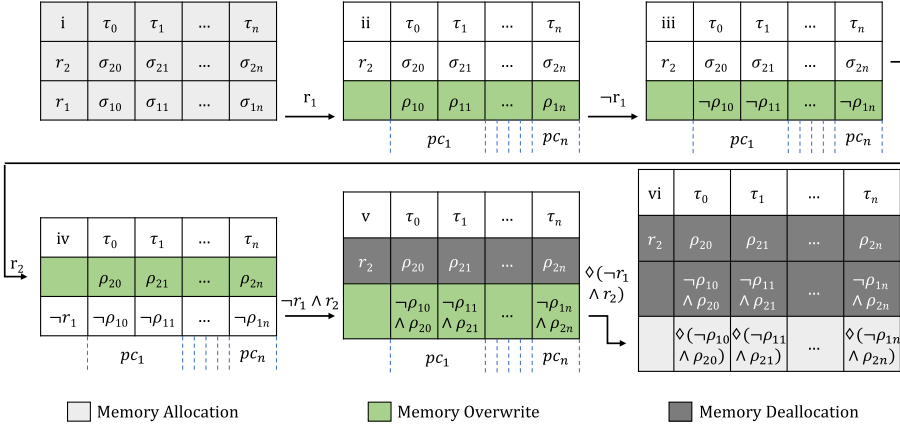 i τ₀ τ₁ ... τₙ
r₂ σ₂₀ σ₂₁ ... σ₂ₙ
r₁ σ₁₀ σ₁₁ ... σ₁ₙ
r₁
ii τ₀ τ₁ ... τₙ
r₂ σ₂₀ σ₂₁ ... σ₂ₙ
ρ₁₀ ρ₁₁ ... ρ₁ₙ
pc₁ pcₙ
¬r₁
iii τ₀ τ₁ ... τₙ
r₂ σ₂₀ σ₂₁ ... σ₂ₙ
¬ρ₁₀ ¬ρ₁₁ ... ¬ρ₁ₙ
pc₁ pcₙ
r₂
iv τ₀ τ₁ ... τₙ
ρ₂₀ ρ₂₁ ... ρ₂ₙ
¬r₁ ¬ρ₁₀ ¬ρ₁₁ ... ¬ρ₁ₙ
pc₁ pcₙ
¬r₁ ∧ r₂
v τ₀ τ₁ ... τₙ
r₂ ρ₂₀ ρ₂₁ ... ρ₂ₙ
¬ρ₁₀ ¬ρ₁₁ ... ¬ρ₁ₙ
∧ ρ₂₀ ∧ ρ₂₁ ∧ ρ₂ₙ
pc₁ pcₙ
◊(¬r₁
∧ r₂)
vi τ₀ τ₁ ... τₙ
r₂ ρ₂₀ ρ₂₁ ... ρ₂ₙ
¬ρ₁₀ ¬ρ₁₁ ... ¬ρ₁ₙ
∧ ρ₂₀ ∧ ρ₂₁ ∧ ρ₂ₙ
◊(¬ρ₁₀ ◊(¬ρ₁₁ ... ◊(¬ρ₁ₙ
∧ ρ₂₀) ∧ ρ₂₁) ∧ ρ₂ₙ)
Memory Allocation
Memory Overwrite
Memory Deallocation